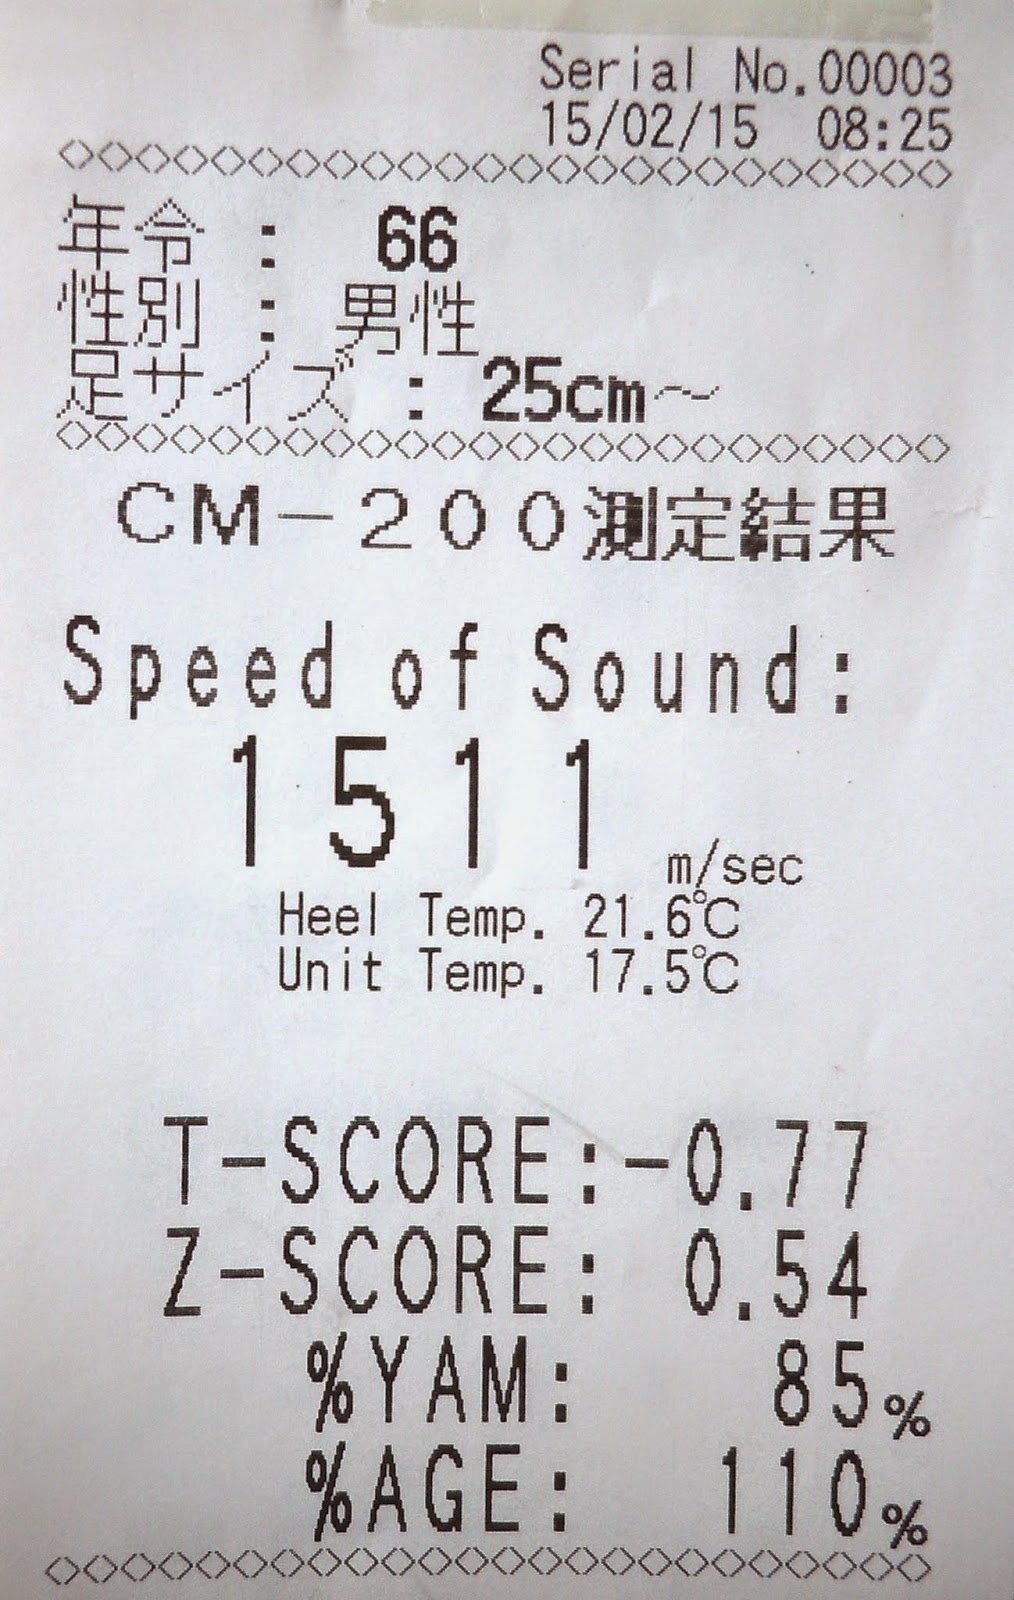 Serial No.00003
15/02/15 08:25
年令 : 66
性別 : 男性
足サイズ : 25cm～
CM-200測定結果
Speed of Sound:
1511 m/sec
Heel Temp. 21.6℃
Unit Temp. 17.5℃
T-SCORE:-0.77
Z-SCORE: 0.54
%YAM: 85%
%AGE: 110%